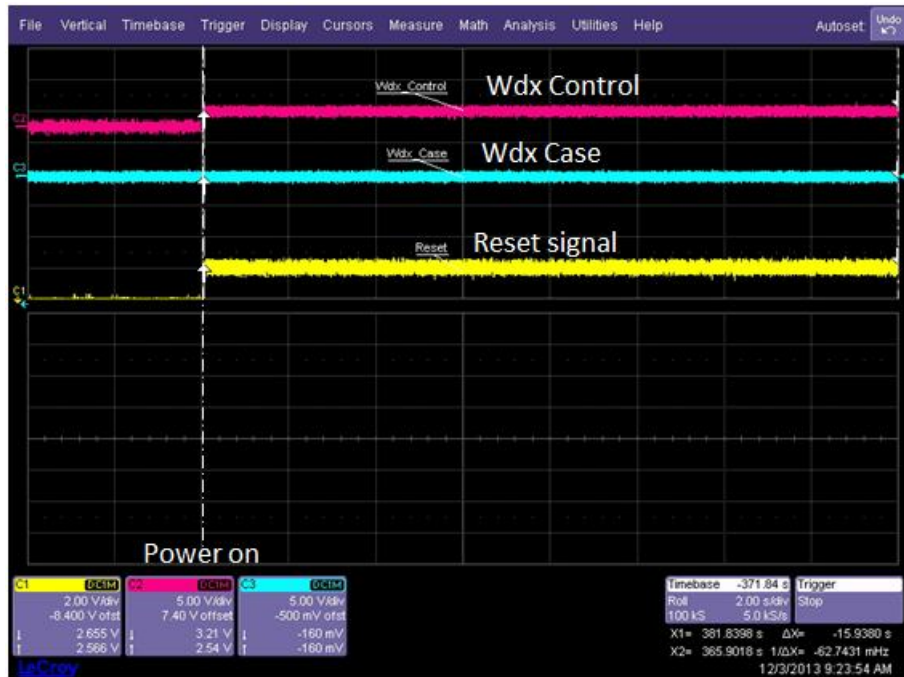 File Vertical Timebase Trigger Display Cursors Measure Math Analysis Utilities Help Autoset: Undo
Wdx_Control Wdx Control
C2
Wdx_Case Wdx Case
C3
Reset Reset signal
C1
Power on
C1 DC1M C2 DC1M C3 DC1M Timebase -371.84 s Trigger
2.00 V/div 5.00 V/div 5.00 V/div Roll 2.00 s/div Stop
-8.400 V ofst 7.40 V offset -500 mV ofst 100 kS 5.0 kS/s
2.655 V 3.21 V -160 mV X1= 381.8398 s ΔX= -15.9380 s
2.566 V 2.54 V -160 mV X2= 365.9018 s 1/ΔX= -62.7431 mHz
LeCroy 12/3/2013 9:23:54 AM